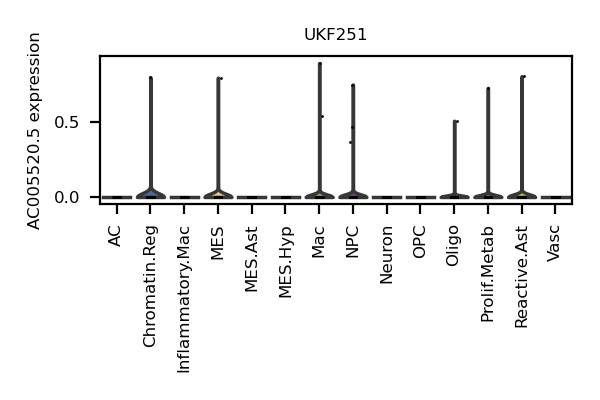 UKF251
AC005520.5 expression
0.5
0.0
AC
Chromatin.Reg
Inflammatory.Mac
MES
MES.Ast
MES.Hyp
Mac
NPC
Neuron
OPC
Oligo
Prolif.Metab
Reactive.Ast
Vasc